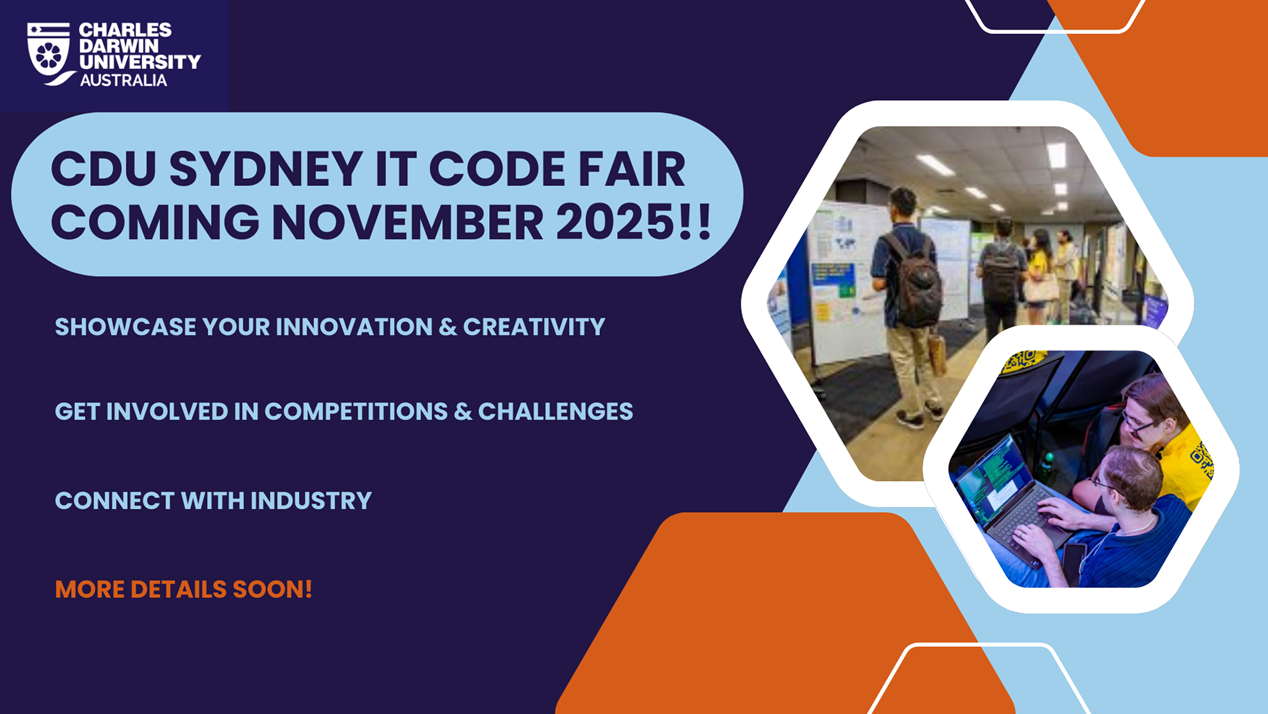 CHARLES
DARWIN
UNIVERSITY
AUSTRALIA
CDU SYDNEY IT CODE FAIR
COMING NOVEMBER 2025!!
SHOWCASE YOUR INNOVATION & CREATIVITY
GET INVOLVED IN COMPETITIONS & CHALLENGES
CONNECT WITH INDUSTRY
MORE DETAILS SOON!